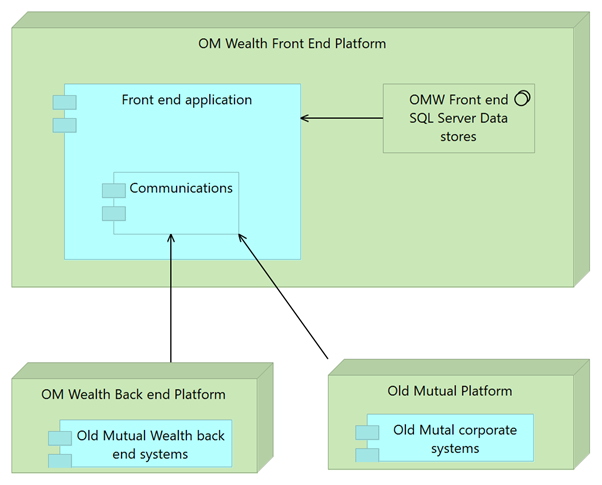 OM Wealth Front End Platform
Front end application
OMW Front end
SQL Server Data
stores
Communications
OM Wealth Back end Platform
Old Mutual Wealth back
end systems
Old Mutual Platform
Old Mutal corporate
systems